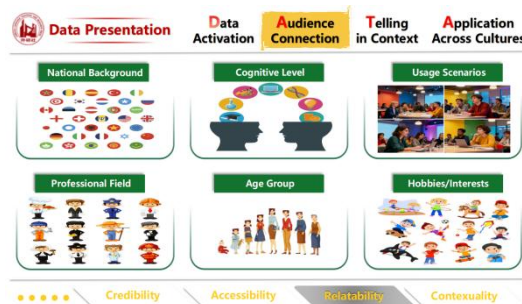 Data Presentation
Data
Activation
Audience
Connection
Telling
in Context
Application
Across Cultures
National Background
Cognitive Level
Usage Scenarios
Professional Field
Age Group
Hobbies/Interests
Credibility
Accessibility
Relatability
Contexuality